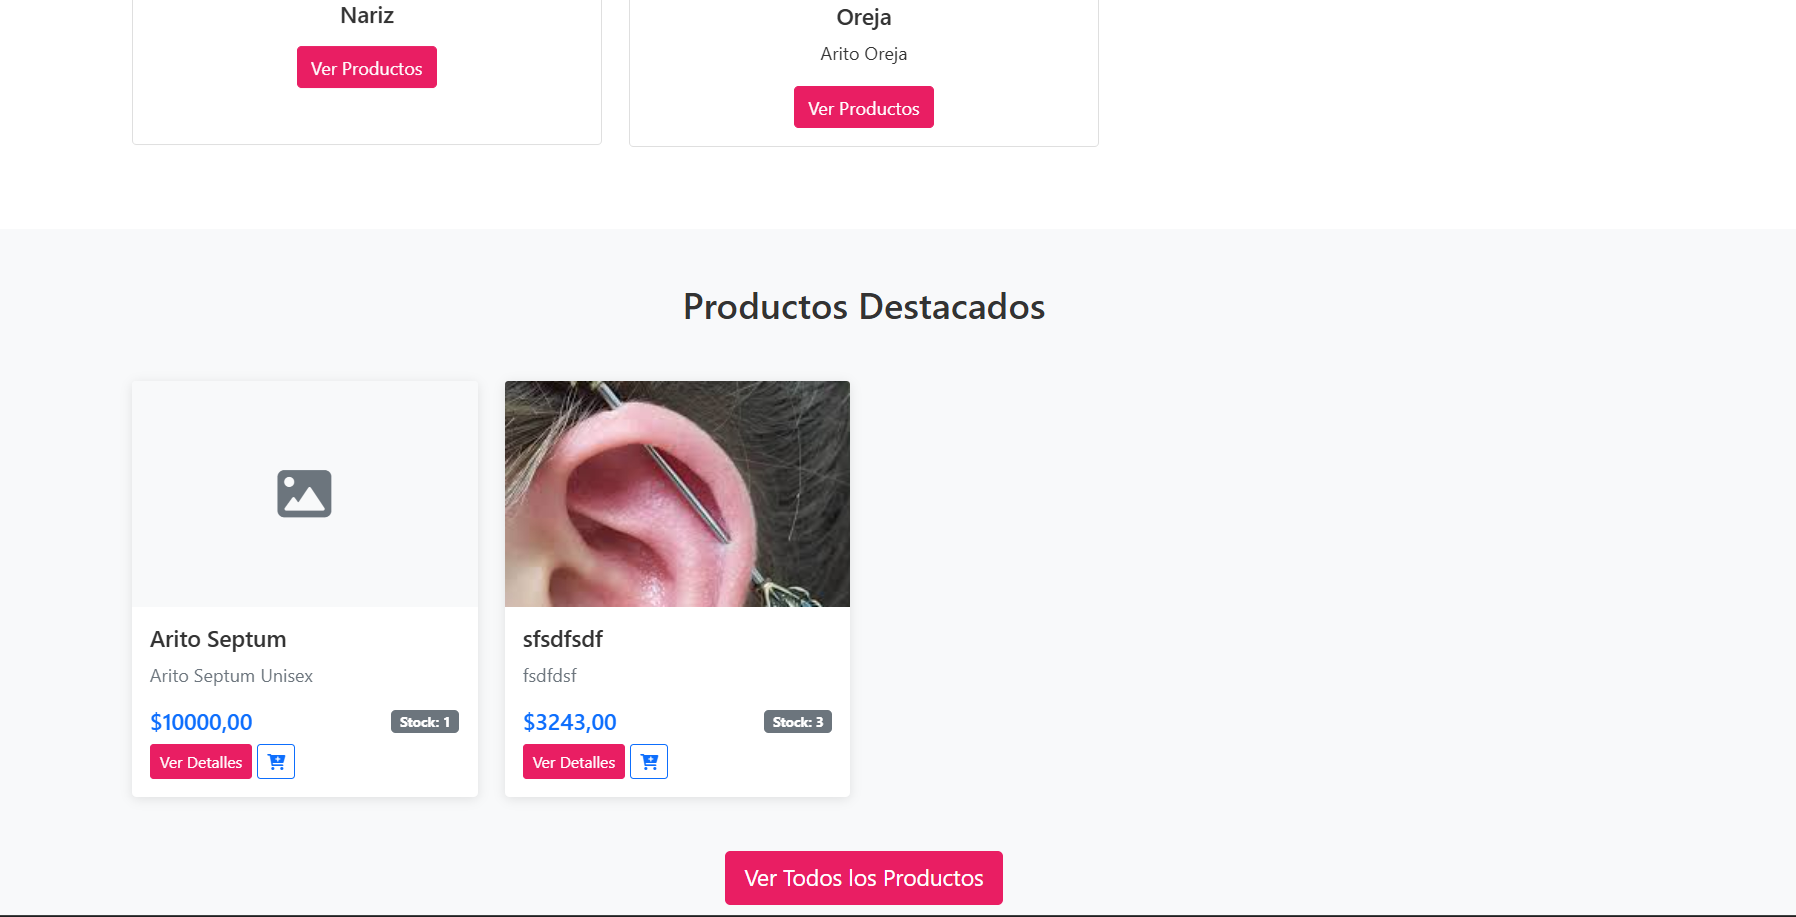 Nariz
Ver Productos
Oreja
Arito Oreja
Ver Productos
Productos Destacados
Arito Septum
Arito Septum Unisex
$10000,00
Stock: 1
Ver Detalles
sfsdfsdf
fsdfdsf
$3243,00
Stock: 3
Ver Detalles
Ver Todos los Productos